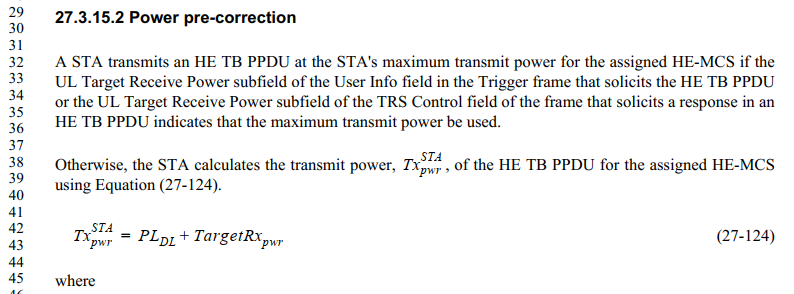 29
27.3.15.2 Power pre-correction
30
31
32 A STA transmits an HE TB PPDU at the STA's maximum transmit power for the assigned HE-MCS if the
33 UL Target Receive Power subfield of the User Info field in the Trigger frame that solicits the HE TB PPDU
34 or the UL Target Receive Power subfield of the TRS Control field of the frame that solicits a response in an
35
36 HE TB PPDU indicates that the maximum transmit power be used.
37
38 Otherwise, the STA calculates the transmit power, Tx^{STA}_{pwr}, of the HE TB PPDU for the assigned HE-MCS
39 using Equation (27-124).
40
41
42
43 Tx^{STA}_{pwr} = PL_{DL} + TargetRx_{pwr} (27-124)
44
45 where